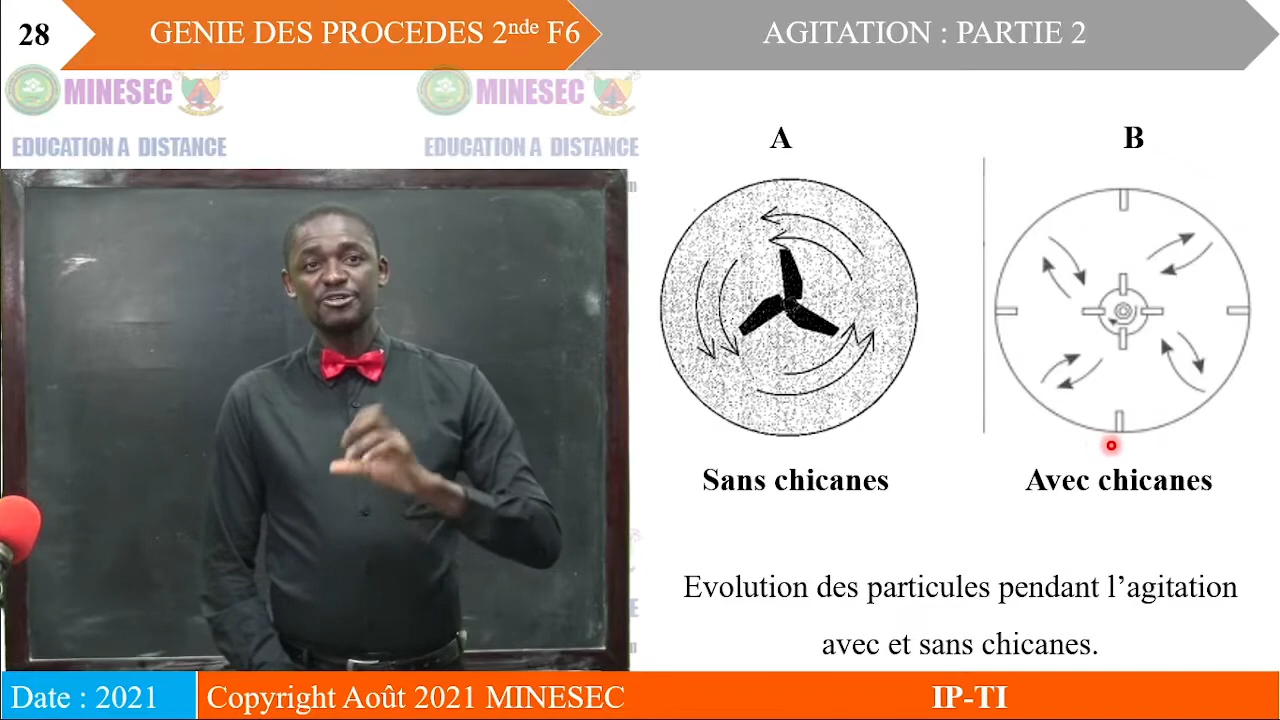 28
GENIE DES PROCEDES 2nde F6
AGITATION : PARTIE 2
MINESEC
MINESEC
EDUCATION A DISTANCE
EDUCATION A DISTANCE
A
B
Sans chicanes
Avec chicanes
Evolution des particules pendant l’agitation
avec et sans chicanes.
Date : 2021
Copyright Août 2021 MINESEC
IP-TI